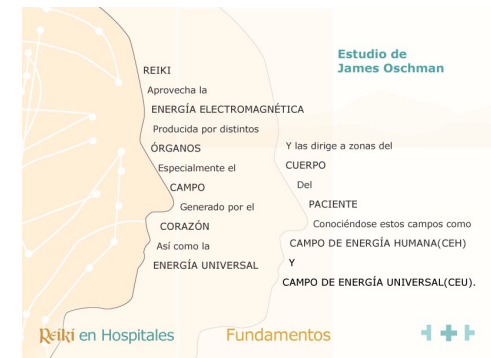 Estudio de
James Oschman
REIKI
Aprovecha la
ENERGÍA ELECTROMAGNÉTICA
Producida por distintos
ÓRGANOS
Especialmente el
CAMPO
Generado por el
CORAZÓN
Así como la
ENERGÍA UNIVERSAL
Y las dirige a zonas del
CUERPO
Del
PACIENTE
Conociéndose estos campos como
CAMPO DE ENERGÍA HUMANA(CEH)
Y
CAMPO DE ENERGÍA UNIVERSAL(CEU).
Reiki en Hospitales
Fundamentos